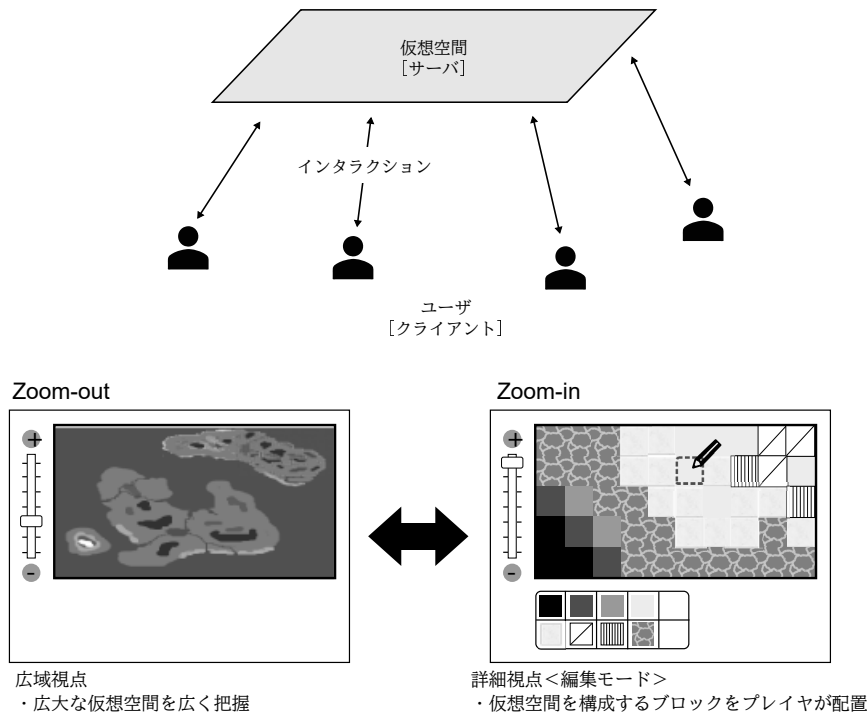 仮想空間
［サーバ］
インタラクション
ユーザ
［クライアント］
Zoom-out
Zoom-in
+
-
+
-
広域視点
・広大な仮想空間を広く把握
詳細視点＜編集モード＞
・仮想空間を構成するブロックをプレイヤが配置